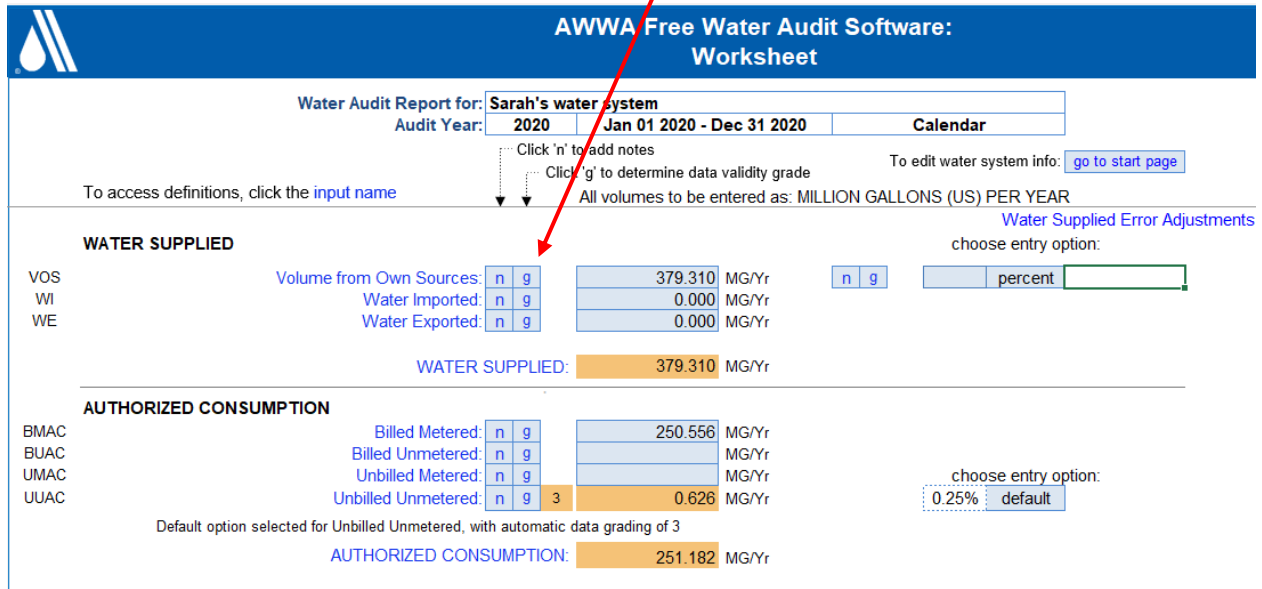 AWWA Free Water Audit Software:
Worksheet
Water Audit Report for: Sarah's water system
Audit Year: 2020 Jan 01 2020 - Dec 31 2020 Calendar
Click 'n' to add notes
To edit water system info: go to start page
Click 'g' to determine data validity grade
To access definitions, click the input name
All volumes to be entered as: MILLION GALLONS (US) PER YEAR
Water Supplied Error Adjustments
WATER SUPPLIED choose entry option:
VOS Volume from Own Sources: n g 379.310 MG/Yr n g percent
WI Water Imported: n g 0.000 MG/Yr
WE Water Exported: n g 0.000 MG/Yr
WATER SUPPLIED: 379.310 MG/Yr
AUTHORIZED CONSUMPTION
BMAC Billed Metered: n g 250.556 MG/Yr
BUAC Billed Unmetered: n g MG/Yr
UMAC Unbilled Metered: n g MG/Yr choose entry option:
UUAC Unbilled Unmetered: n g 3 0.626 MG/Yr 0.25% default
Default option selected for Unbilled Unmetered, with automatic data grading of 3
AUTHORIZED CONSUMPTION: 251.182 MG/Yr